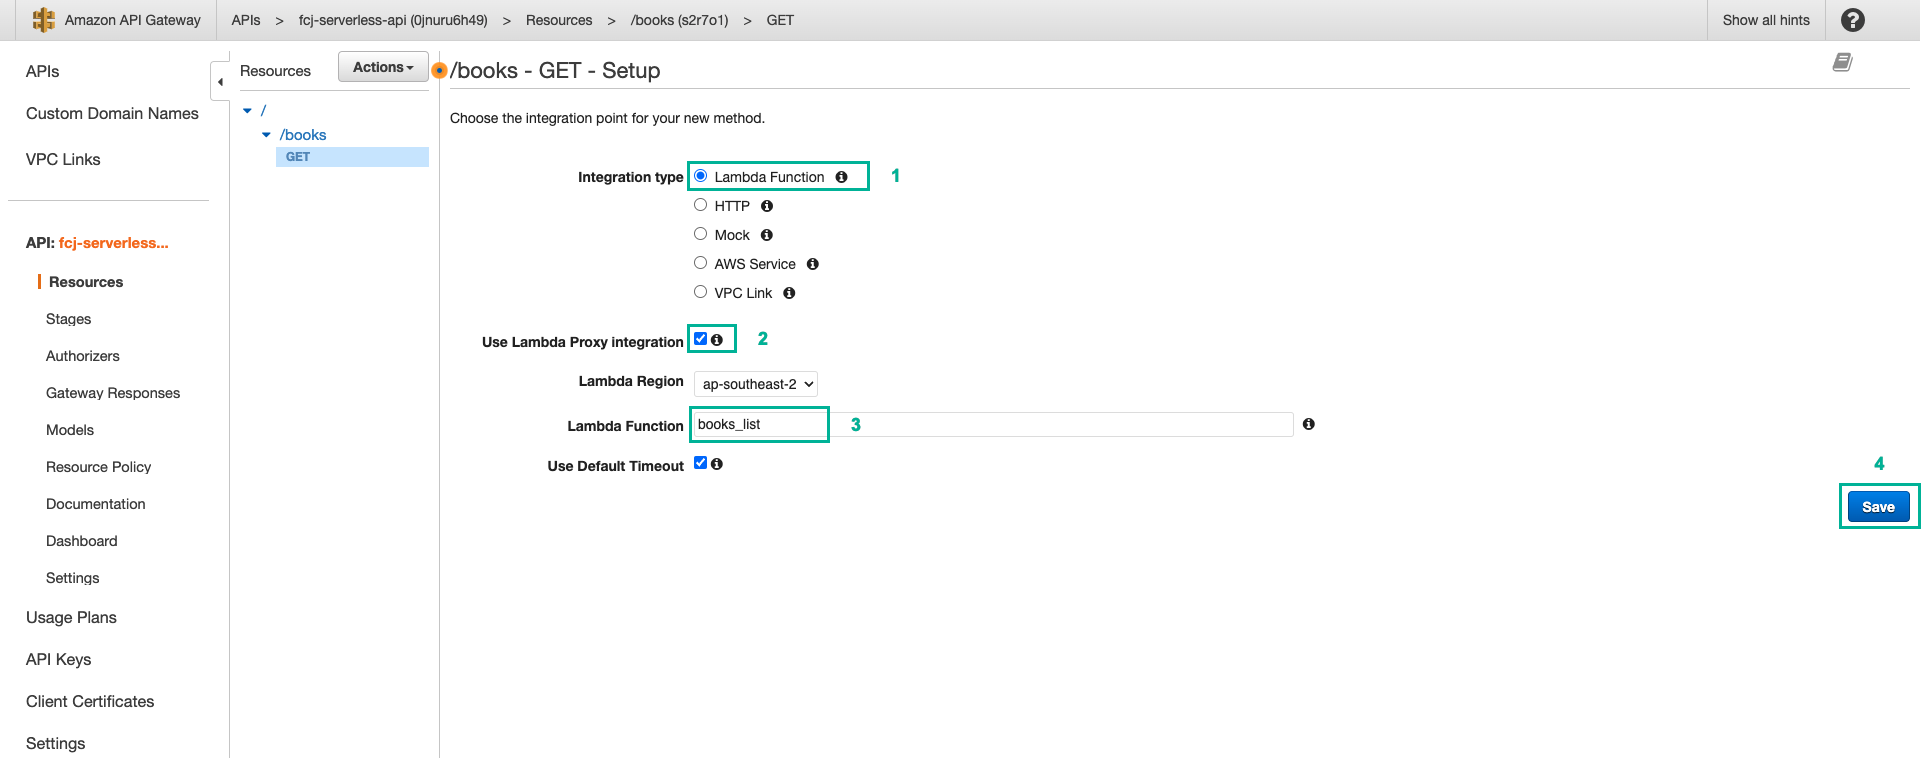 Amazon API Gateway APIs > fcj-serverless-api (0jnuru6h49) > Resources > /books (s2r7o1) > GET Show all hints ?
APIs
Custom Domain Names
VPC Links
API: fcj-serverless...
Resources
Stages
Authorizers
Gateway Responses
Models
Resource Policy
Documentation
Dashboard
Settings
Usage Plans
API Keys
Client Certificates
Settings
Resources Actions
/
/books
GET
/books - GET - Setup
Choose the integration point for your new method.
Integration type Lambda Function 1
HTTP
Mock
AWS Service
VPC Link
Use Lambda Proxy integration 2
Lambda Region ap-southeast-2
Lambda Function books_list 3
Use Default Timeout
4
Save